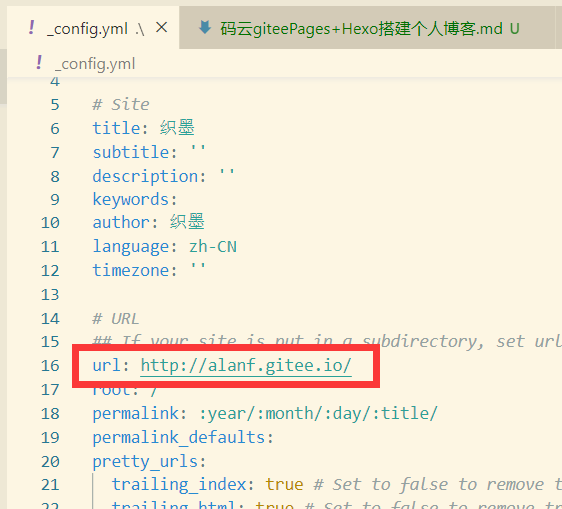 ! _config.yml .\ ×
码云giteePages+Hexo搭建个人博客.md U
! _config.yml
4
5 # Site
6 title: 织墨
7 subtitle: ''
8 description: ''
9 keywords:
10 author: 织墨
11 language: zh-CN
12 timezone: ''
13
14 # URL
15 ## If your site is put in a subdirectory, set url
16 url: http://alanf.gitee.io/
17 root: /
18 permalink: :year/:month/:day/:title/
19 permalink_defaults:
20 pretty_urls:
21 trailing_index: true # Set to false to remove t
22 trailing_html: true # Set to false to remove tr